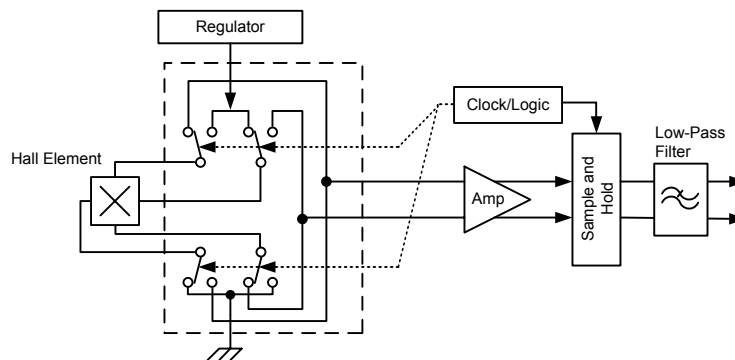 Regulator
Clock/Logic
Hall Element
Low-Pass
Filter
Amp
Sample and
Hold